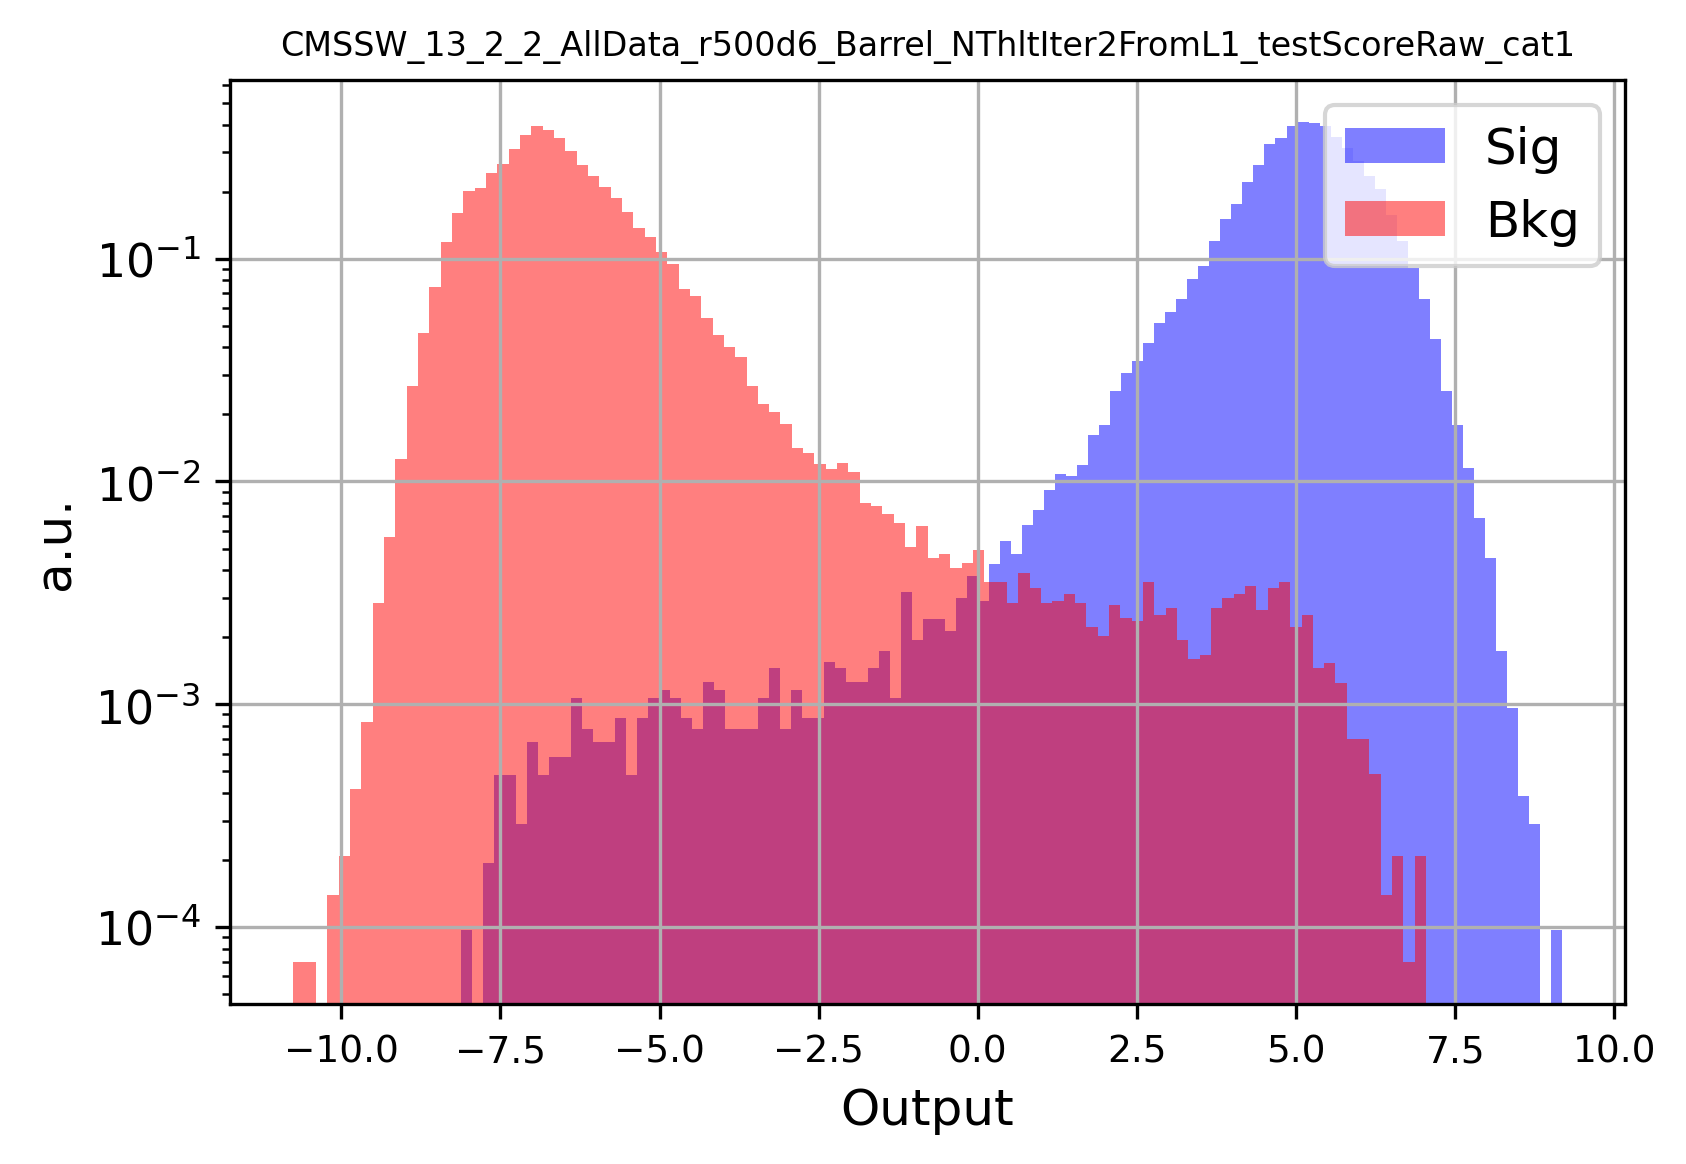 CMSSW_13_2_2_AllData_r500d6_Barrel_NThltIter2FromL1_testScoreRaw_cat1
Sig
Bkg
10⁻¹
10⁻²
10⁻³
10⁻⁴
a.u.
−10.0 −7.5 −5.0 −2.5 0.0 2.5 5.0 7.5 10.0
Output